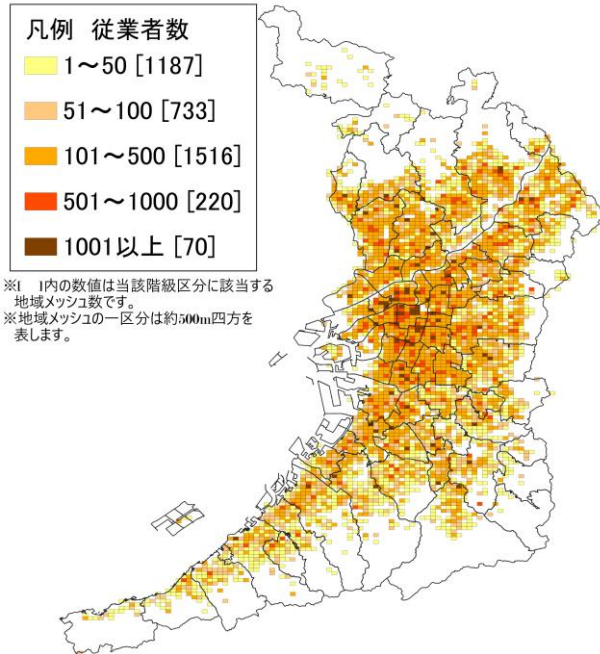 凡例 従業者数
1～50 [1187]
51～100 [733]
101～500 [1516]
501～1000 [220]
1001以上 [70]
※[ ]内の数値は当該階級区分に該当する
地域メッシュ数です。
※地域メッシュの一区分は約500m四方を
表します。